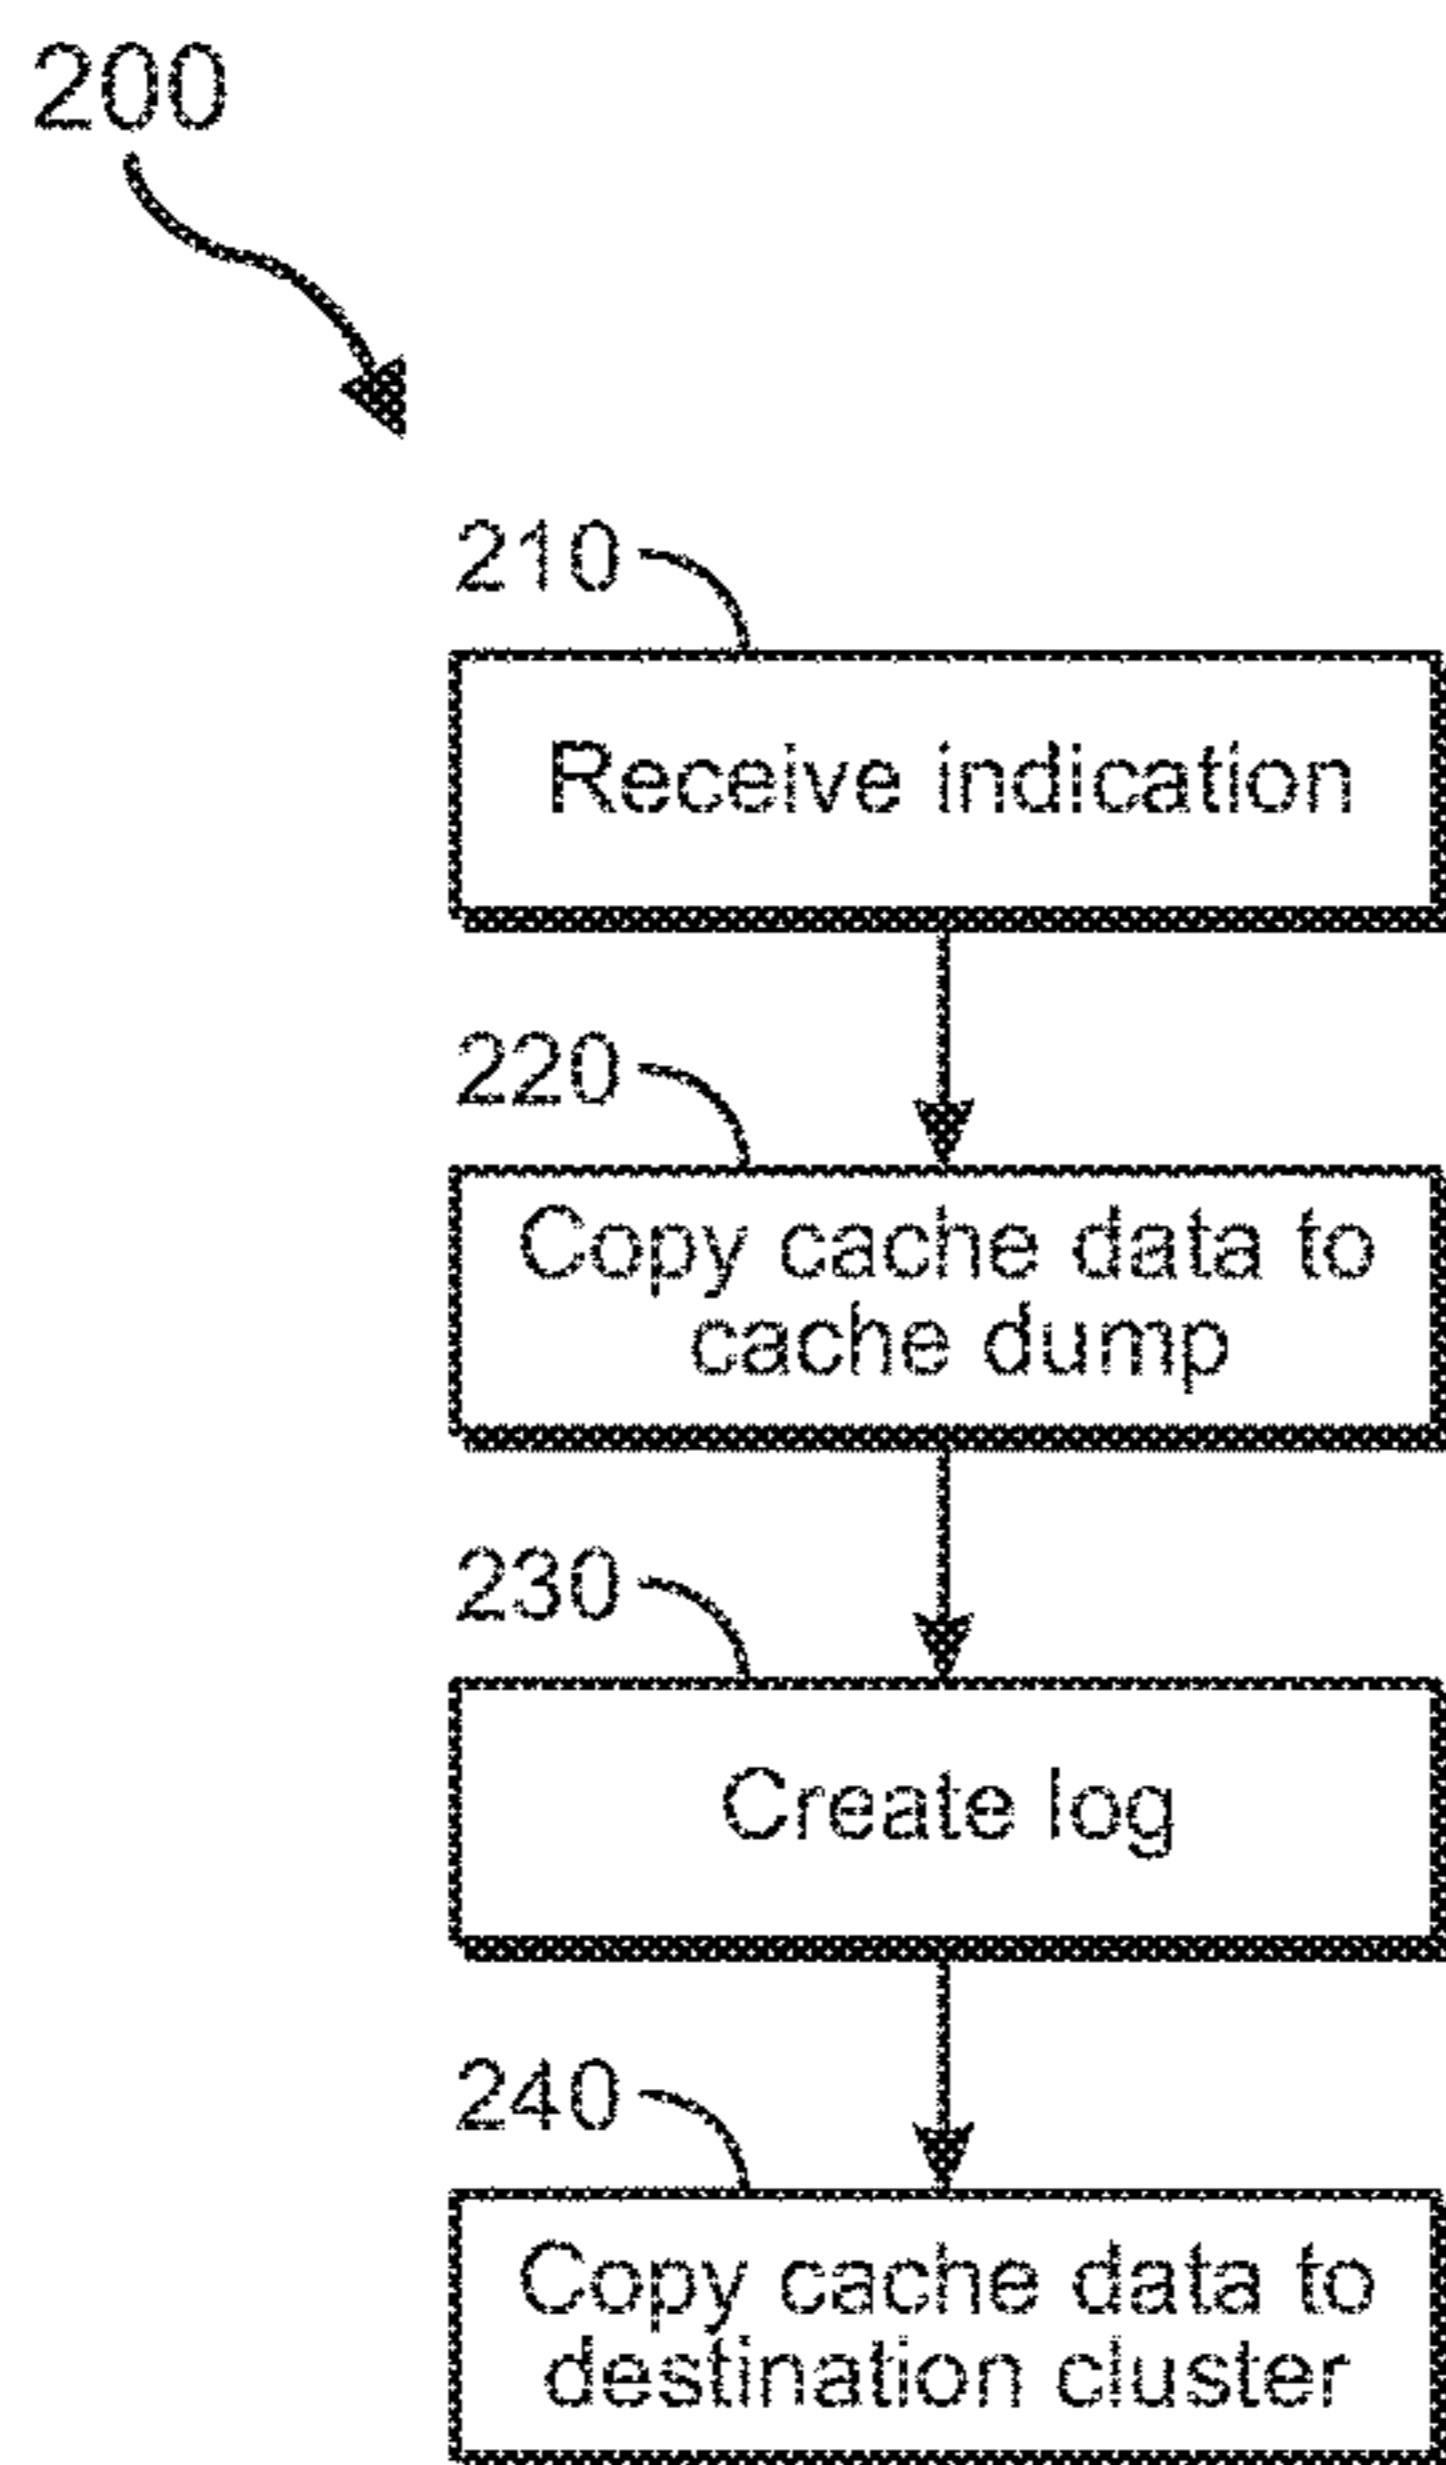 200
210
Receive indication
220
Copy cache data to
cache dump
230
Create log
240
Copy cache data to
destination cluster